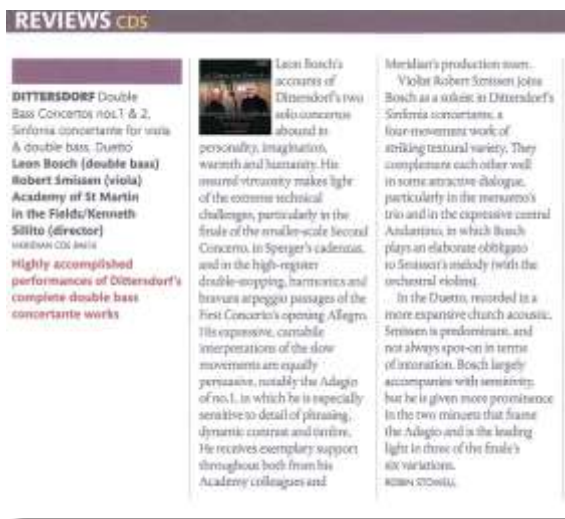 REVIEWS CDS
DITTERSDORF Double
Bass Concertos nos.1 & 2,
Sinfonia concertante for viola
& double bass, Duetto
Leon Bosch (double bass)
Robert Smissen (viola)
Academy of St Martin
in the Fields/Kenneth
Sillito (director)
MERIDIAN CDE
Highly accomplished
performances of Dittersdorf's
complete double bass
concertante works
Leon Bosch's
accounts of
Dittersdorf's two
solo concertos
abound in
personality, imagination,
warmth and humanity. His
assured virtuosity makes light
of the extreme technical
challenges, particularly in the
finale of the smaller-scale Second
Concerto, in Sperger's cadenzas,
and in the high-register
double-stopping, harmonics and
bravura arpeggio passages of the
First Concerto's opening Allegro.
His expressive, cantabile
interpretations of the slow
movements are equally
persuasive, notably the Adagio
of no.1, in which he is especially
sensitive to detail of phrasing,
dynamic contrast and timbre.
He receives exemplary support
throughout both from his
Academy colleagues and
Meridian's production team.
Violist Robert Smissen joins
Bosch as a soloist in Dittersdorf's
Sinfonia concertante, a
four-movement work of
striking textural variety. They
complement each other well
in some attractive dialogue,
particularly in the menuetto's
trio and in the expressive central
Andantino, in which Bosch
plays an elaborate obbligato
to Smissen's melody (with the
orchestral violins).
In the Duetto, recorded in a
more expansive church acoustic,
Smissen is predominant, and
not always spot-on in terms
of intonation. Bosch largely
accompanies with sensitivity,
but he is given more prominence
in the two minuets that frame
the Adagio and is the leading
light in three of the finale's
six variations.
ROBIN STOWELL